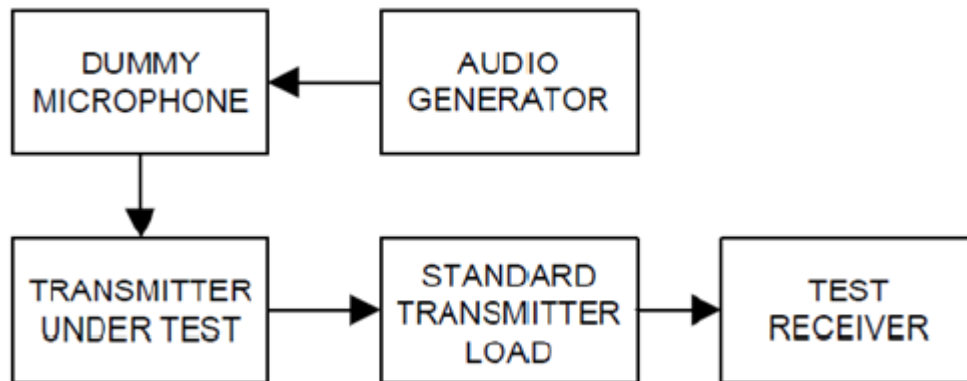 DUMMY
MICROPHONE
AUDIO
GENERATOR
TRANSMITTER
UNDER TEST
STANDARD
TRANSMITTER
LOAD
TEST
RECEIVER